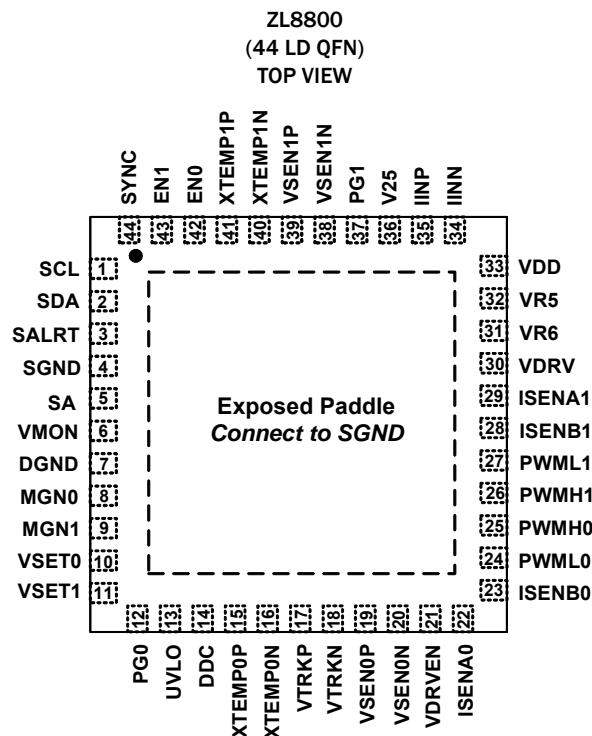 ZL8800
(44 LD QFN)
TOP VIEW
SYNC
EN1
EN0
XTEMP1P
XTEMP1N
VSEN1P
VSEN1N
PG1
V25
IINP
IINN
44
43
42
41
40
39
38
37
36
35
34
SCL 1
SDA 2
SALRT 3
SGND 4
SA 5
VMON 6
DGND 7
MGN0 8
MGN1 9
VSET0 10
VSET1 11
Exposed Paddle
Connect to SGND
33 VDD
32 VR5
31 VR6
30 VDRV
29 ISENA1
28 ISENB1
27 PWML1
26 PWMH1
25 PWMH0
24 PWML0
23 ISENB0
12
13
14
15
16
17
18
19
20
21
22
PG0
UVLO
DDC
XTEMP0P
XTEMP0N
VTRKP
VTRKN
VSEN0P
VSEN0N
VDRVEN
ISENA0